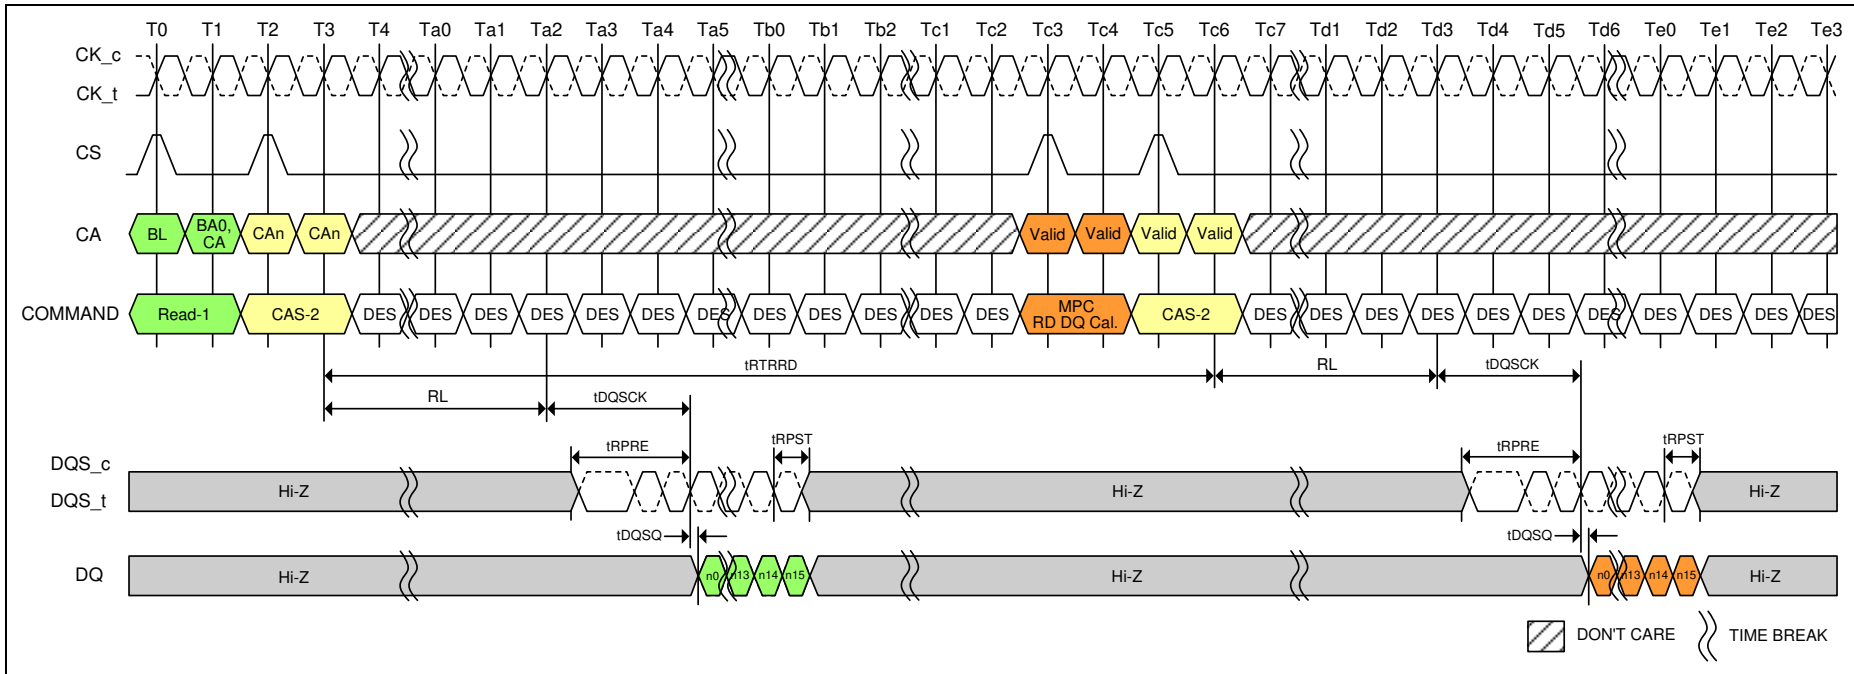 T0 T1 T2 T3 T4 Ta0 Ta1 Ta2 Ta3 Ta4 Ta5 Tb0 Tb1 Tb2 Tc1 Tc2 Tc3 Tc4 Tc5 Tc6 Tc7 Td1 Td2 Td3 Td4 Td5 Td6 Te0 Te1 Te2 Te3
CK_c
CK_t
CS
CA BL BA0, CA CAn CAn Valid Valid Valid Valid
COMMAND Read-1 CAS-2 DES DES DES DES DES DES DES DES DES DES DES DES MPC RD DQ Cal. CAS-2 DES DES DES DES DES DES DES DES DES DES DES
tRTRRD RL tDQSCK
RL tDQSCK
tRPRE tRPST tRPRE tRPST
DQS_c
DQS_t
Hi-Z Hi-Z Hi-Z
tDQSQ tDQSQ
DQ Hi-Z n0 n13 n14 n15 Hi-Z n0 n13 n14 n15 Hi-Z
DON'T CARE TIME BREAK